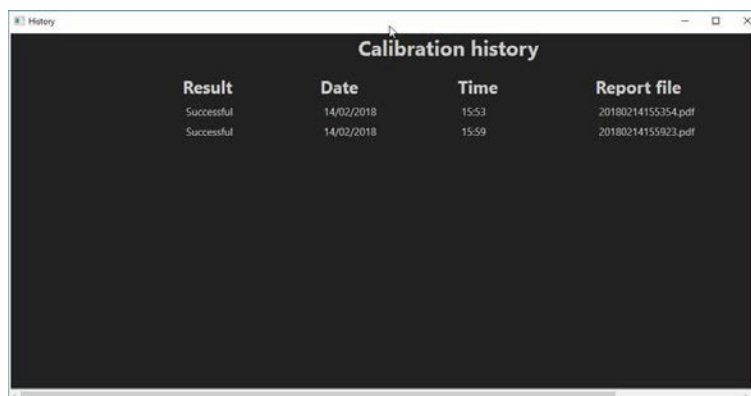 History
Calibration history
Result Date Time Report file
Successful 14/02/2018 15:53 20180214155354.pdf
Successful 14/02/2018 15:59 20180214155923.pdf